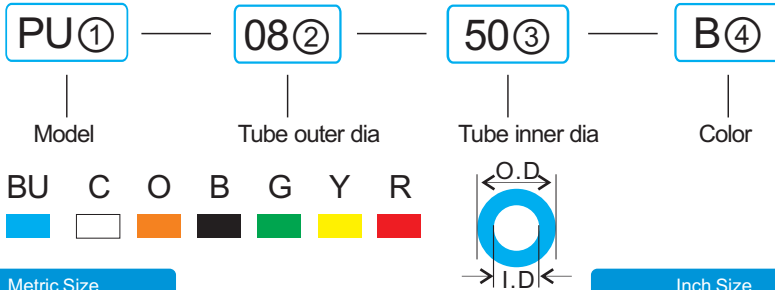 PU① 08② 50③ B④
Model Tube outer dia Tube inner dia Color
BU C O B G Y R
O.D
I.D
Metric Size Inch Size